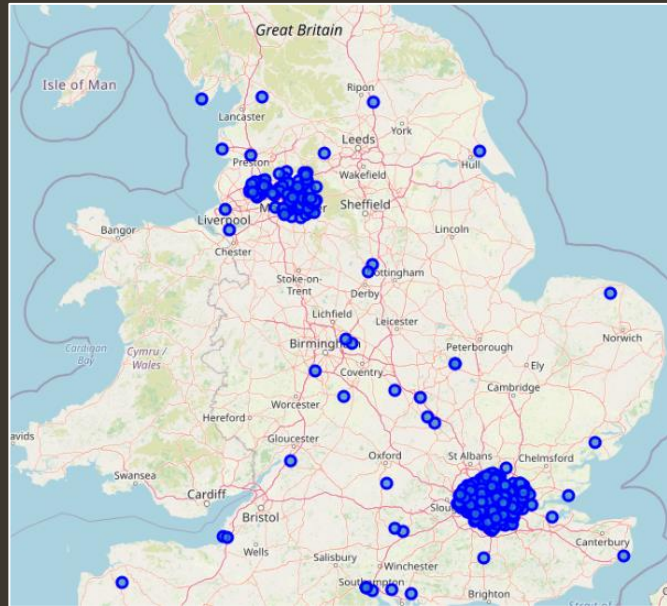 Great Britain
Isle of Man
Ripon
Lancaster
York
Leeds
Preston
Hull
Wakefield
Liverpool
Sheffield
Bangor
Chester
Lincoln
Stoke-on-
Trent
Derby
Lichfield
Leicester
Norwich
Cardigan
Bay
Cymru /
Wales
Peterborough
Ely
Coventry
Cambridge
Worcester
Hereford
Gloucester
Oxford
St Albans
Chelmsford
Swansea
Cardiff
Bristol
Canterbury
Wells
Salisbury
Winchester
Brighton